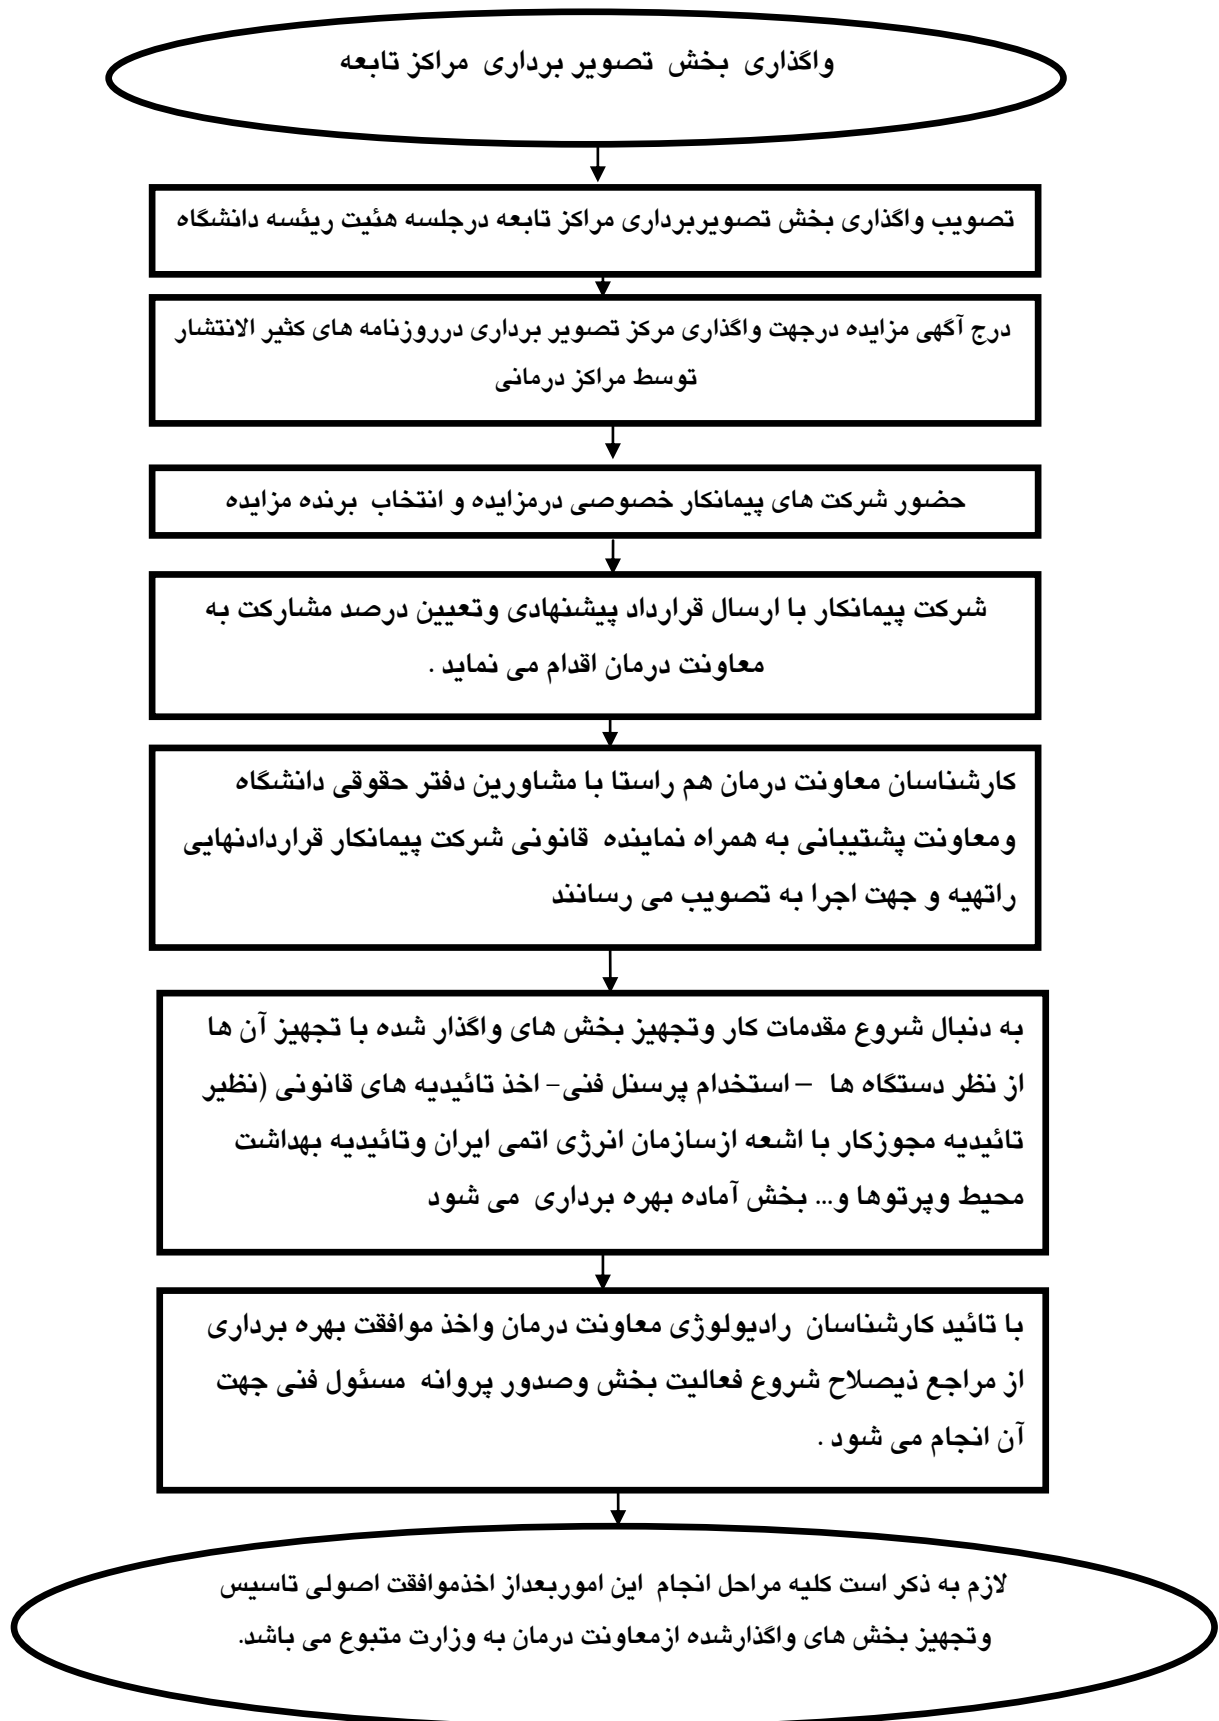 واگذاری بخش تصویر برداری مراکز تابعه
تصویب واگذاری بخش تصویربرداری مراکز تابعه درجلسه هئیت ریئسه دانشگاه
درج آگهی مزایده درجهت واگذاری مرکز تصویر برداری درروزنامه های کثیر الانتشار
توسط مراکز درمانی
حضور شرکت های پیمانکار خصوصی درمزایده و انتخاب برنده مزایده
شرکت پیمانکار با ارسال قرارداد پیشنهادی وتعیین درصد مشارکت به
معاونت درمان اقدام می نماید .
کارشناسان معاونت درمان هم راستا با مشاورین دفتر حقوقی دانشگاه
ومعاونت پشتیبانی به همراه نماینده قانونی شرکت پیمانکار قراردادنهایی
راتهیه و جهت اجرا به تصویب می رسانند
به دنبال شروع مقدمات کار وتجهیز بخش های واگذار شده با تجهیز آن ها
از نظر دستگاه ها – استخدام پرسنل فنی- اخذ تائیدیه های قانونی (نظیر
تائیدیه مجوزکار با اشعه ازسازمان انرژی اتمی ایران وتائیدیه بهداشت
محیط وپرتوها و... بخش آماده بهره برداری می شود
با تائید کارشناسان رادیولوژی معاونت درمان واخذ موافقت بهره برداری
از مراجع ذیصلاح شروع فعالیت بخش وصدور پروانه مسئول فنی جهت
آن انجام می شود .
لازم به ذکر است کلیه مراحل انجام این اموربعداز اخذموافقت اصولی تاسیس
وتجهیز بخش های واگذارشده ازمعاونت درمان به وزارت متبوع می باشد.